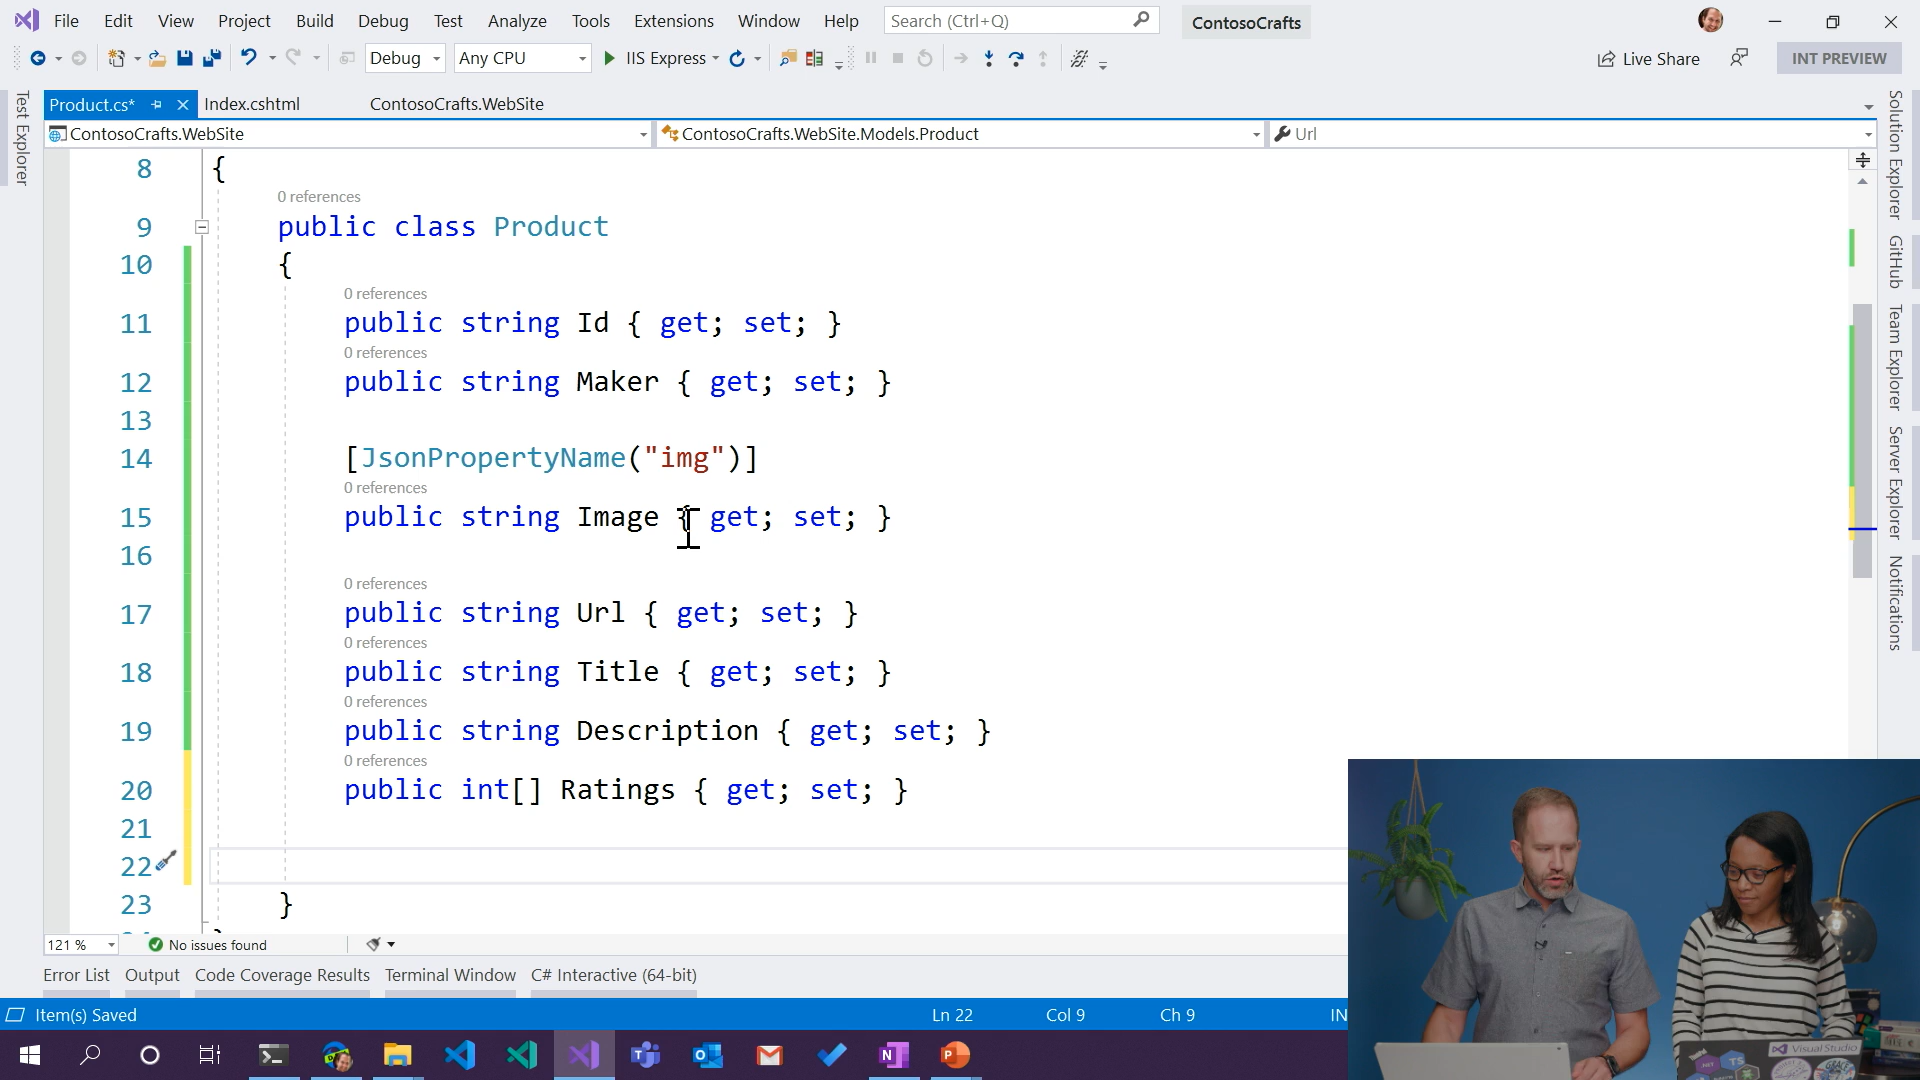 File Edit View Project Build Debug Test Analyze Tools Extensions Window Help Search (Ctrl+Q) ContosoCrafts
Debug Any CPU IIS Express Live Share INT PREVIEW
Product.cs* Index.cshtml ContosoCrafts.WebSite
ContosoCrafts.WebSite ContosoCrafts.WebSite.Models.Product Url
Test Explorer
8 {
0 references
9 public class Product
10 {
0 references
11 public string Id { get; set; }
0 references
12 public string Maker { get; set; }
13
14 [JsonPropertyName("img")]
0 references
15 public string Image { get; set; }
16
0 references
17 public string Url { get; set; }
0 references
18 public string Title { get; set; }
0 references
19 public string Description { get; set; }
0 references
20 public int[] Ratings { get; set; }
21
22
23 }
Solution Explorer
GitHub
Team Explorer
Server Explorer
Notifications
121 % No issues found
Error List Output Code Coverage Results Terminal Window C# Interactive (64-bit)
Item(s) Saved Ln 22 Col 9 Ch 9 IN
Visual Studio